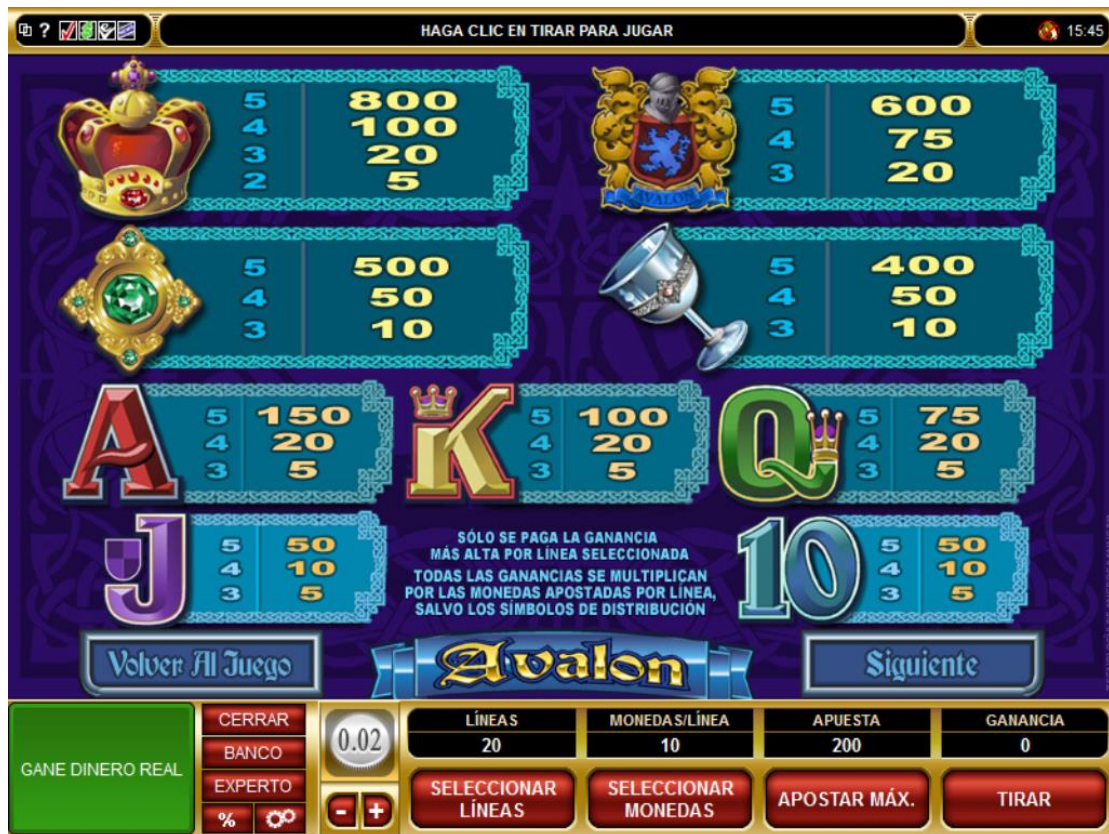 ? HAGA CLIC EN TIRAR PARA JUGAR 15:45
5 800
4 100
3 20
2 5
AVALON
5 600
4 75
3 20
5 500
4 50
3 10
5 400
4 50
3 10
A
5 150
4 20
3 5
K
5 100
4 20
3 5
Q
5 75
4 20
3 5
J
5 50
4 10
3 5
SÓLO SE PAGA LA GANANCIA
MÁS ALTA POR LÍNEA SELECCIONADA
TODAS LAS GANANCIAS SE MULTIPLICAN
POR LAS MONEDAS APOSTADAS POR LÍNEA,
SALVO LOS SÍMBOLOS DE DISTRIBUCIÓN
10
5 50
4 10
3 5
Volver Al Juego
Avalon
Siguiente
GANE DINERO REAL
CERRAR
BANCO
EXPERTO
%
0.02
- +
LÍNEAS
20
MONEDAS/LÍNEA
10
APUESTA
200
GANANCIA
0
SELECCIONAR
LÍNEAS
SELECCIONAR
MONEDAS
APOSTAR MÁX.
TIRAR